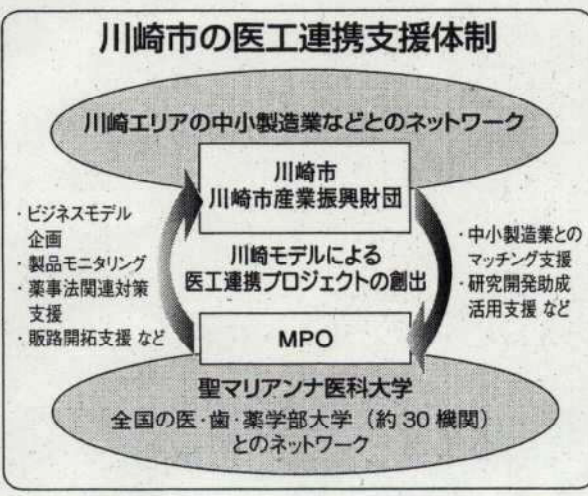 川崎市の医工連携支援体制
川崎エリアの中小製造業などとのネットワーク
川崎市
川崎市産業振興財団
・ビジネスモデル
企画
・製品モニタリング
・薬事法関連対策
支援
・販路開拓支援 など
川崎モデルによる
医工連携プロジェクトの創出
・中小製造業との
マッチング支援
・研究開発助成
活用支援 など
MPO
聖マリアンナ医科大学
全国の医・歯・薬学部大学（約30機関）
とのネットワーク